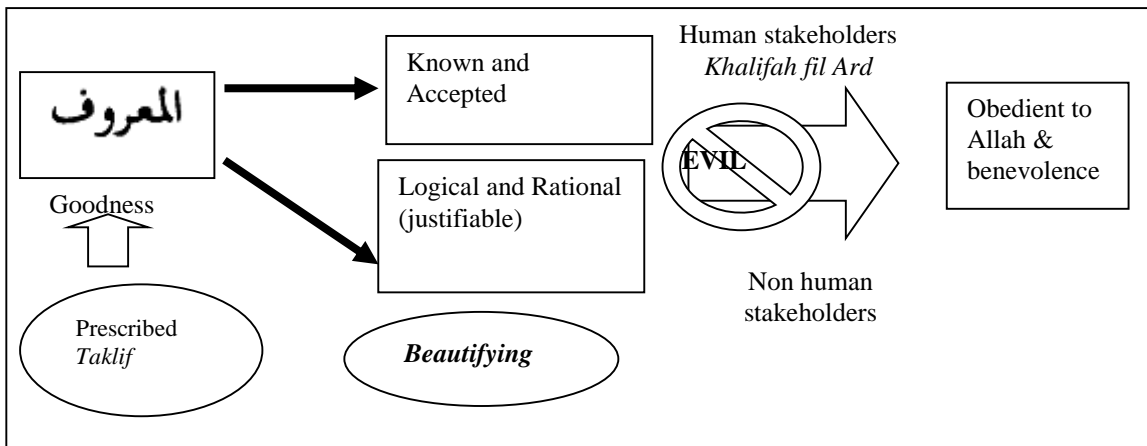 المعروف
Goodness
Prescribed
Taklif
Known and
Accepted
Logical and Rational
(justifiable)
Beautifying
Human stakeholders
Khalifah fil Ard
EVIL
Non human
stakeholders
Obedient to
Allah &
benevolence